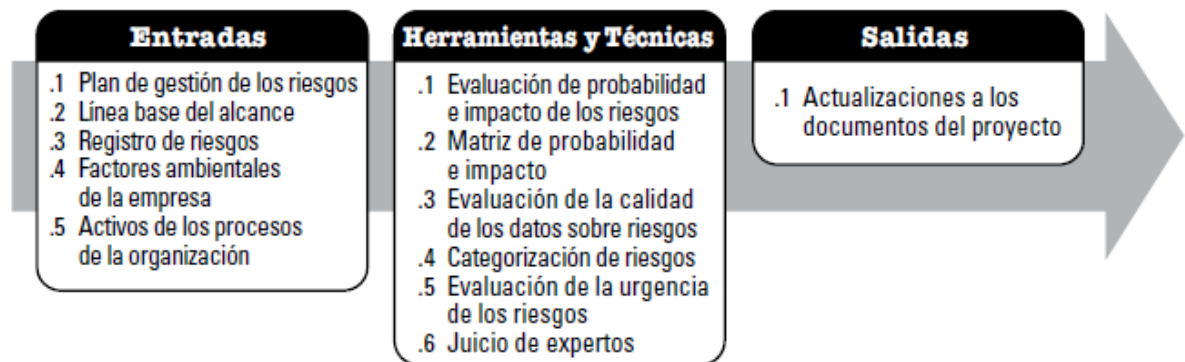 Entradas
.1 Plan de gestión de los riesgos
.2 Línea base del alcance
.3 Registro de riesgos
.4 Factores ambientales
de la empresa
.5 Activos de los procesos
de la organización
Herramientas y Técnicas
.1 Evaluación de probabilidad
e impacto de los riesgos
.2 Matriz de probabilidad
e impacto
.3 Evaluación de la calidad
de los datos sobre riesgos
.4 Categorización de riesgos
.5 Evaluación de la urgencia
de los riesgos
.6 Juicio de expertos
Salidas
.1 Actualizaciones a los
documentos del proyecto